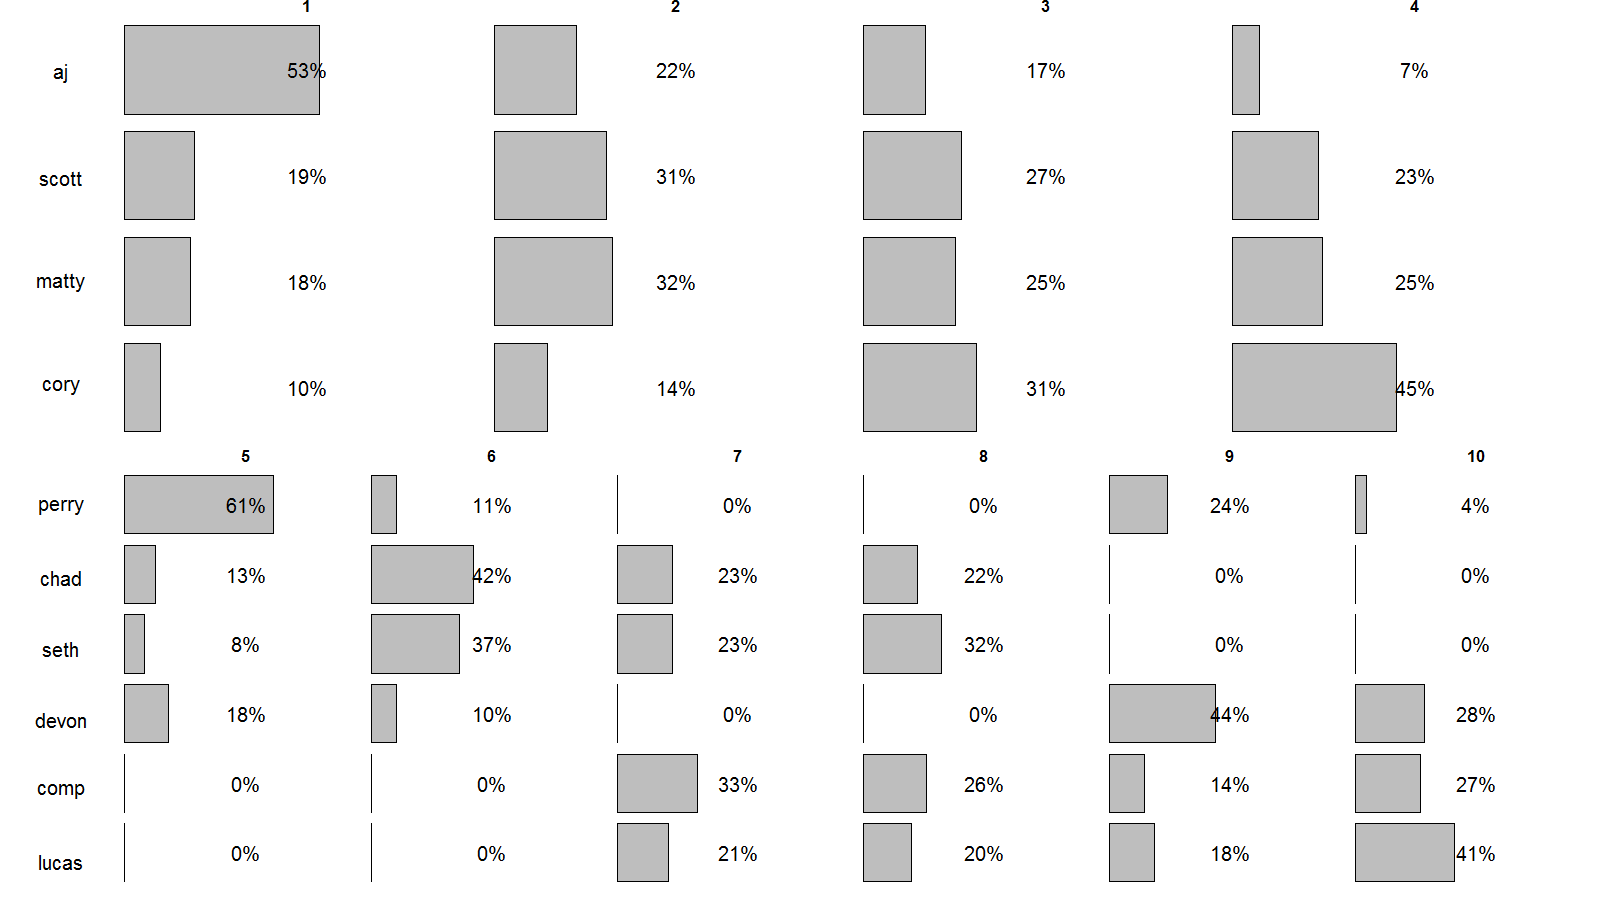 1 2 3 4
aj 53% 22% 17% 7%
scott 19% 31% 27% 23%
matty 18% 32% 25% 25%
cory 10% 14% 31% 45%
5 6 7 8 9 10
perry 61% 11% 0% 0% 24% 4%
chad 13% 42% 23% 22% 0% 0%
seth 8% 37% 23% 32% 0% 0%
devon 18% 10% 0% 0% 44% 28%
comp 0% 0% 33% 26% 14% 27%
lucas 0% 0% 21% 20% 18% 41%